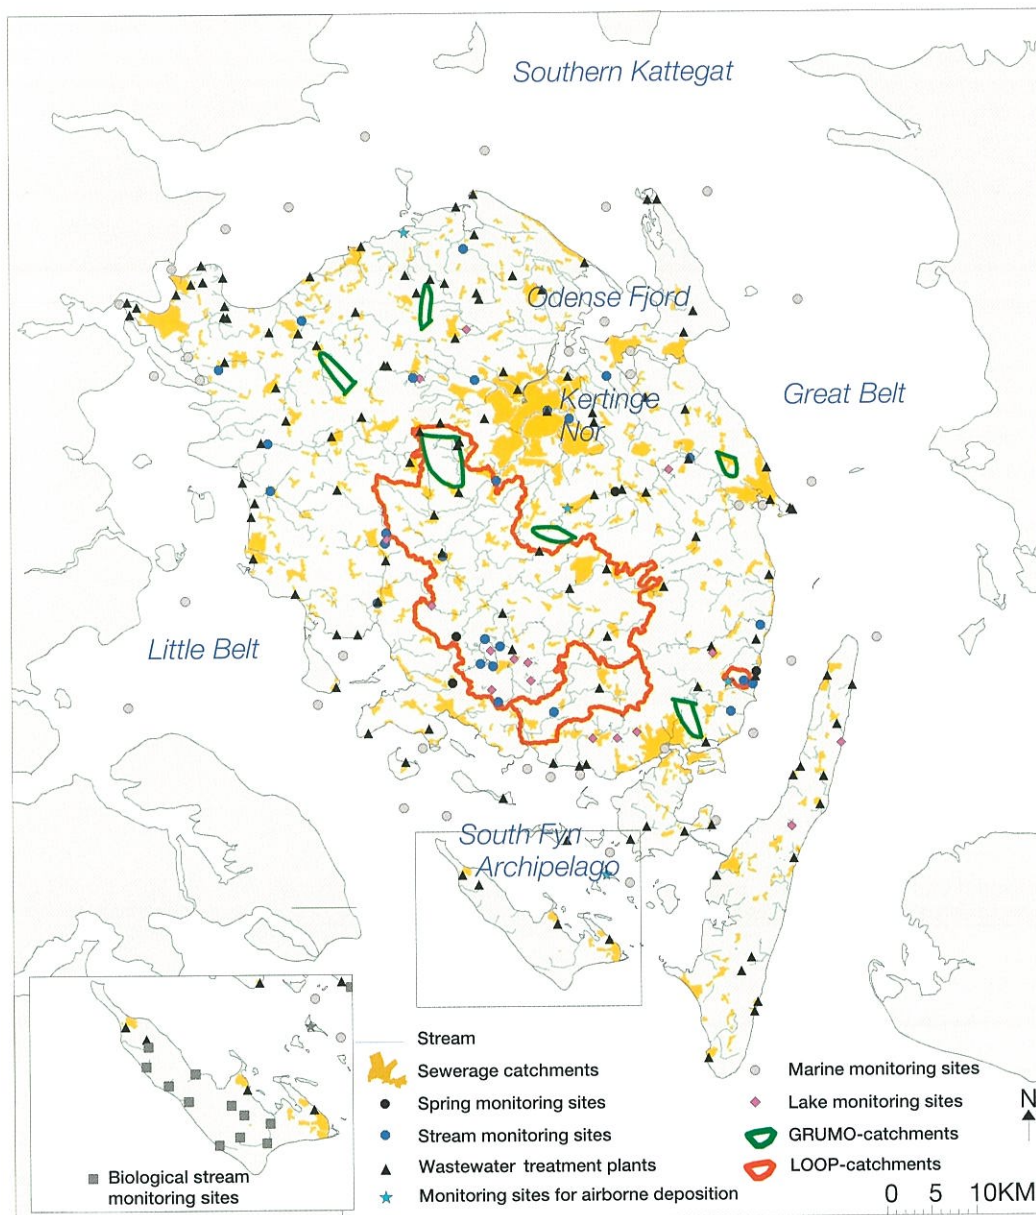 Southern Kattegat
Odense Fjord
Kertinge
Nor
Great Belt
Little Belt
South Fyn
Archipelago
Stream
Sewerage catchments
Spring monitoring sites
Stream monitoring sites
Wastewater treatment plants
Monitoring sites for airborne deposition
Marine monitoring sites
Lake monitoring sites
GRUMO-catchments
LOOP-catchments
Biological stream
monitoring sites
N
0 5 10KM